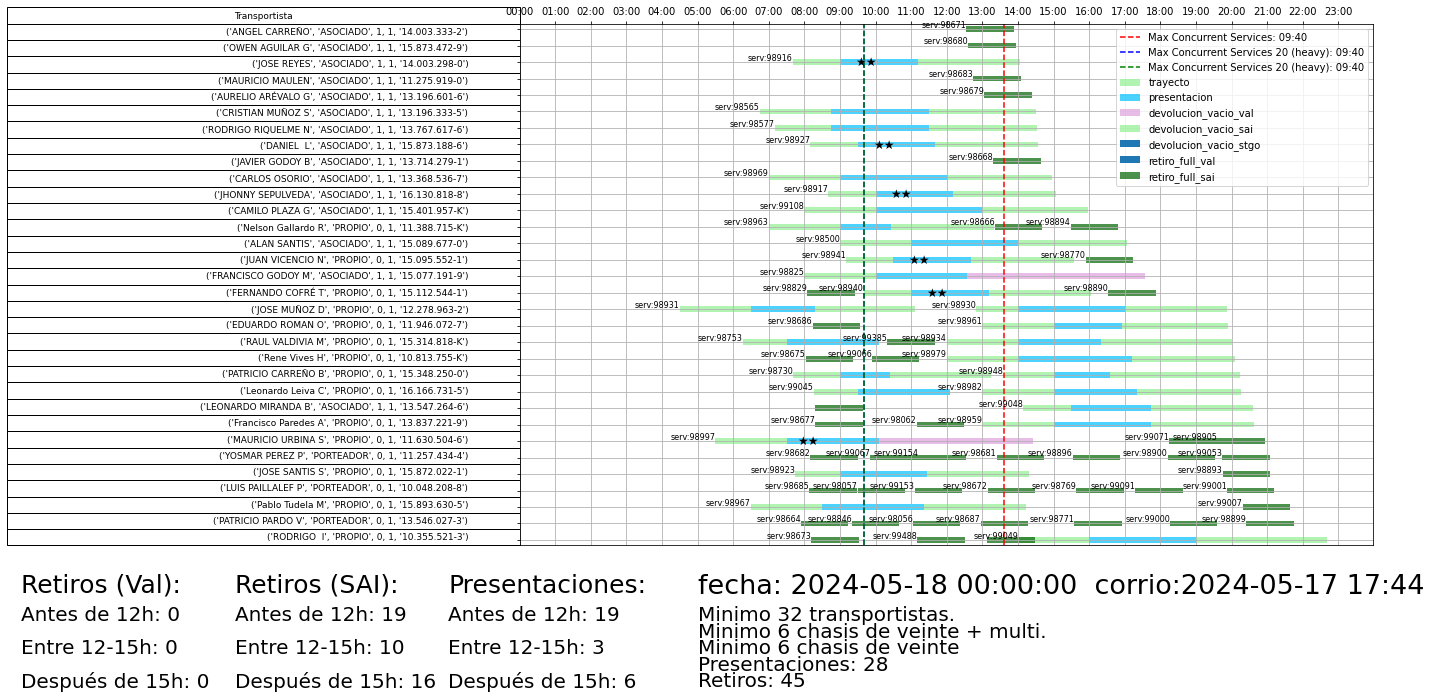 Transportista
00:00 01:00 02:00 03:00 04:00 05:00 06:00 07:00 08:00 09:00 10:00 11:00 12:00 13:00 14:00 15:00 16:00 17:00 18:00 19:00 20:00 21:00 22:00 23:00
('ANGEL CARREÑO', 'ASOCIADO', 1, 1, '14.003.333-2') serv:98671
('OWEN AGUILAR G', 'ASOCIADO', 1, 1, '15.873.472-9') serv:98680
('JOSE REYES', 'ASOCIADO', 1, 1, '14.003.298-0') serv:98916
('MAURICIO MAULEN', 'ASOCIADO', 1, 1, '11.275.919-0') serv:98683
('AURELIO ARÉVALO G', 'ASOCIADO', 1, 1, '13.196.601-6') serv:98679
('CRISTIAN MUÑOZ S', 'ASOCIADO', 1, 1, '13.196.333-5') serv:98565
('RODRIGO RIQUELME N', 'ASOCIADO', 1, 1, '13.767.617-6') serv:98577
('DANIEL  L', 'ASOCIADO', 1, 1, '15.873.188-6') serv:98927
('JAVIER GODOY B', 'ASOCIADO', 1, 1, '13.714.279-1') serv:98668
('CARLOS OSORIO', 'ASOCIADO', 1, 1, '13.368.536-7') serv:98969
('JHONNY SEPULVEDA', 'ASOCIADO', 1, 1, '16.130.818-8') serv:98917
('CAMILO PLAZA G', 'ASOCIADO', 1, 1, '15.401.957-K') serv:99108
('Nelson Gallardo R', 'PROPIO', 0, 1, '11.388.715-K') serv:98963 serv:98666 serv:98894
('ALAN SANTIS', 'ASOCIADO', 1, 1, '15.089.677-0') serv:98500
('JUAN VICENCIO N', 'PROPIO', 0, 1, '15.095.552-1') serv:98941 serv:98770
('FRANCISCO GODOY M', 'ASOCIADO', 1, 1, '15.077.191-9') serv:98825
('FERNANDO COFRÉ T', 'PROPIO', 0, 1, '15.112.544-1') serv:98829 serv:98940 serv:98890
('JOSE MUÑOZ D', 'PROPIO', 0, 1, '12.278.963-2') serv:98931 serv:98930
('EDUARDO ROMAN O', 'PROPIO', 0, 1, '11.946.072-7') serv:98686 serv:98961
('RAUL VALDIVIA M', 'PROPIO', 0, 1, '15.314.818-K') serv:98753 serv:99385 serv:98934
('Rene Vives H', 'PROPIO', 0, 1, '10.813.755-K') serv:98675 serv:99066 serv:98979
('PATRICIO CARREÑO B', 'PROPIO', 0, 1, '15.348.250-0') serv:98730 serv:98948
('Leonardo Leiva C', 'PROPIO', 0, 1, '16.166.731-5') serv:99045 serv:98982
('LEONARDO MIRANDA B', 'ASOCIADO', 0, 1, '13.547.264-6') serv:99048
('Francisco Paredes A', 'PROPIO', 0, 1, '13.837.221-9') serv:98677 serv:98062 serv:98959
('MAURICIO URBINA S', 'PROPIO', 0, 1, '11.630.504-6') serv:98997 serv:99071 serv:98905
('YOSMAR PEREZ P', 'PORTEADOR', 0, 1, '11.257.434-4') serv:98682 serv:99067 serv:99154 serv:98681 serv:98896 serv:98900 serv:99053
('JOSE SANTIS S', 'PROPIO', 0, 1, '15.872.022-1') serv:98923 serv:98893
('LUIS PAILLALEF P', 'PORTEADOR', 0, 1, '10.048.208-8') serv:98685 serv:98057 serv:99153 serv:98672 serv:98769 serv:99091 serv:99001
('Pablo Tudela M', 'PROPIO', 0, 1, '15.893.630-5') serv:98967 serv:99007
('PATRICIO PARDO V', 'PORTEADOR', 0, 1, '13.546.027-3') serv:98664 serv:98846 serv:98056 serv:98687 serv:98771 serv:99000 serv:98899
('RODRIGO  I', 'PROPIO', 0, 1, '10.355.521-3') serv:98673 serv:99488 serv:99049
Max Concurrent Services: 09:40
Max Concurrent Services 20 (heavy): 09:40
Max Concurrent Services 20 (heavy): 09:40
trayecto
presentacion
devolucion_vacio_val
devolucion_vacio_sai
devolucion_vacio_stgo
retiro_full_val
retiro_full_sai
Retiros (Val):
Antes de 12h: 0
Entre 12-15h: 0
Después de 15h: 0
Retiros (SAI):
Antes de 12h: 19
Entre 12-15h: 10
Después de 15h: 16
Presentaciones:
Antes de 12h: 19
Entre 12-15h: 3
Después de 15h: 6
fecha: 2024-05-18 00:00:00  corrio:2024-05-17 17:44
Minimo 32 transportistas.
Minimo 6 chasis de veinte + multi.
Minimo 6 chasis de veinte
Presentaciones: 28
Retiros: 45